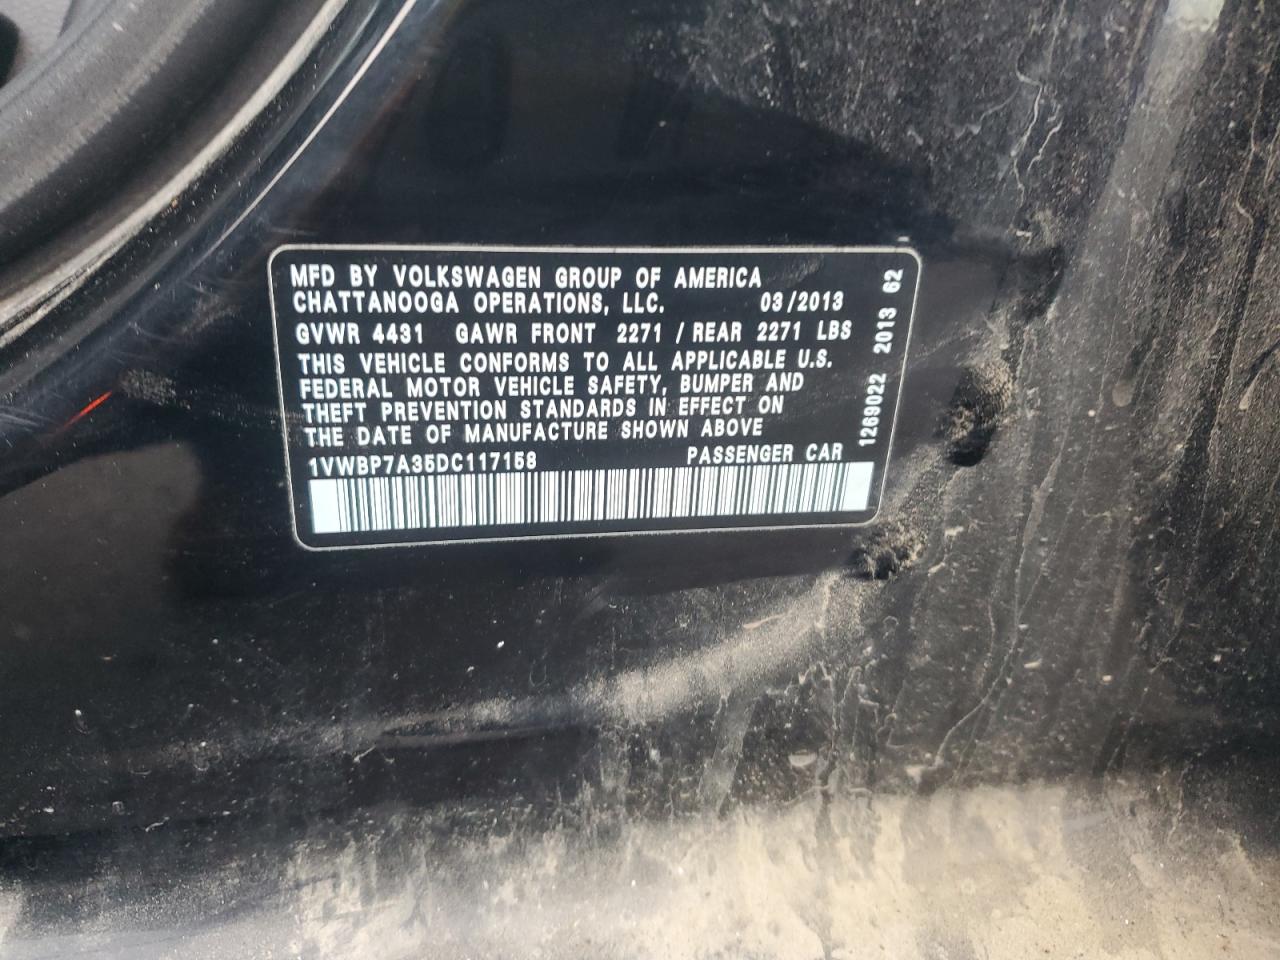 MFD BY VOLKSWAGEN GROUP OF AMERICA
CHATTANOOGA OPERATIONS, LLC. 03/2013
GVWR 4431 GAWR FRONT 2271 / REAR 2271 LBS
THIS VEHICLE CONFORMS TO ALL APPLICABLE U.S.
FEDERAL MOTOR VEHICLE SAFETY, BUMPER AND
THEFT PREVENTION STANDARDS IN EFFECT ON
THE DATE OF MANUFACTURE SHOWN ABOVE
1VWBP7A35DC117158 PASSENGER CAR
1269022 2013 62